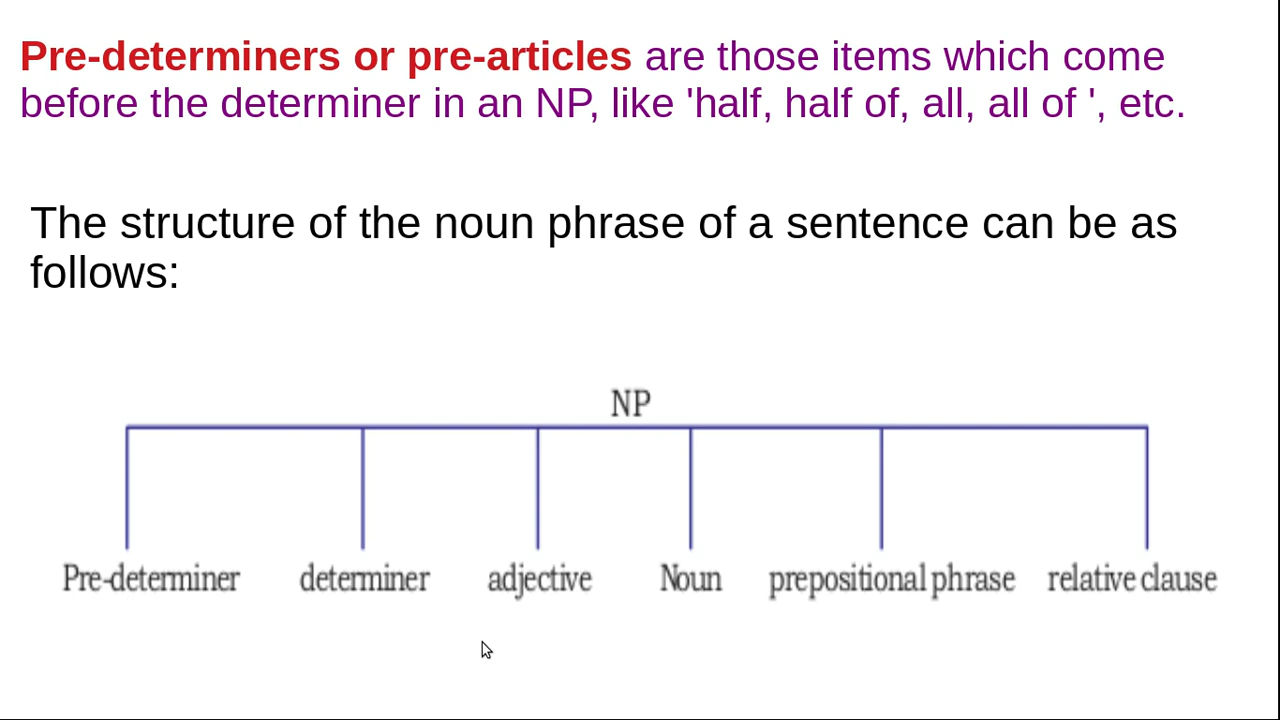 Pre-determiners or pre-articles are those items which come
before the determiner in an NP, like 'half, half of, all, all of ', etc.
The structure of the noun phrase of a sentence can be as
follows:
NP
Pre-determiner determiner adjective Noun prepositional phrase relative clause